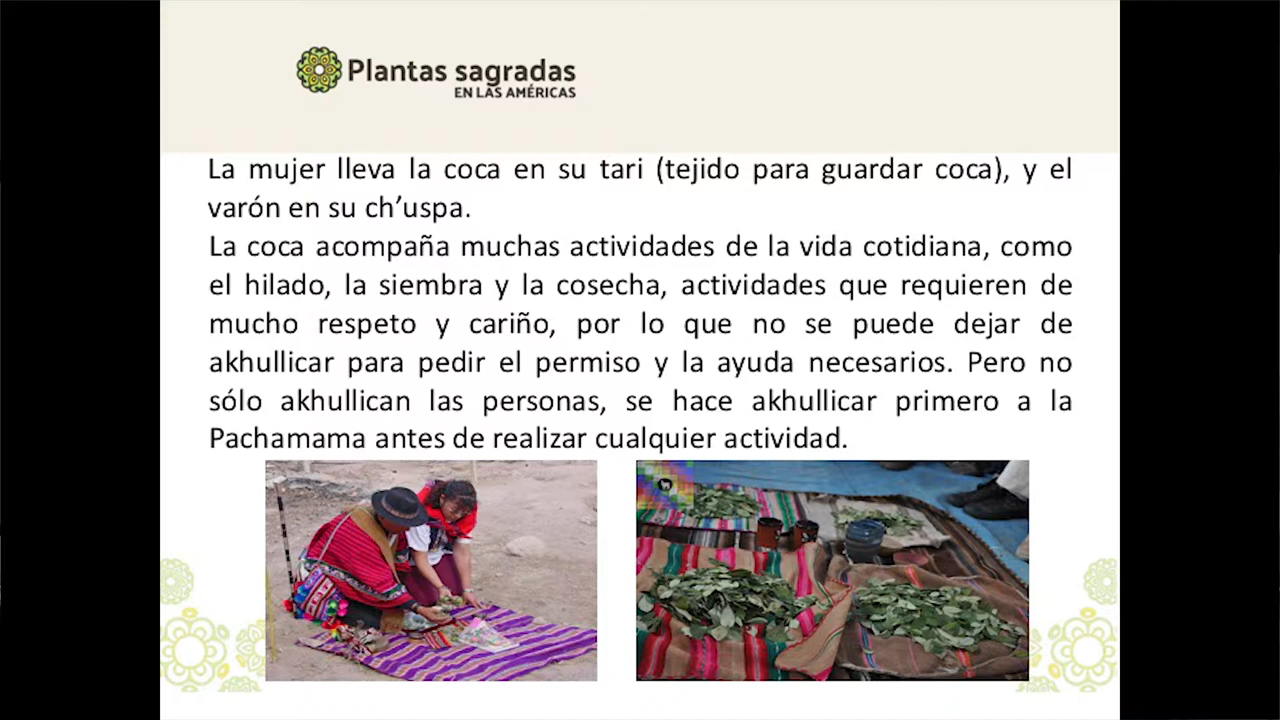 Plantas sagradas
EN LAS AMÉRICAS
La mujer lleva la coca en su tari (tejido para guardar coca), y el
varón en su ch’uspa.
La coca acompaña muchas actividades de la vida cotidiana, como
el hilado, la siembra y la cosecha, actividades que requieren de
mucho respeto y cariño, por lo que no se puede dejar de
akhullicar para pedir el permiso y la ayuda necesarios. Pero no
sólo akhullican las personas, se hace akhullicar primero a la
Pachamama antes de realizar cualquier actividad.